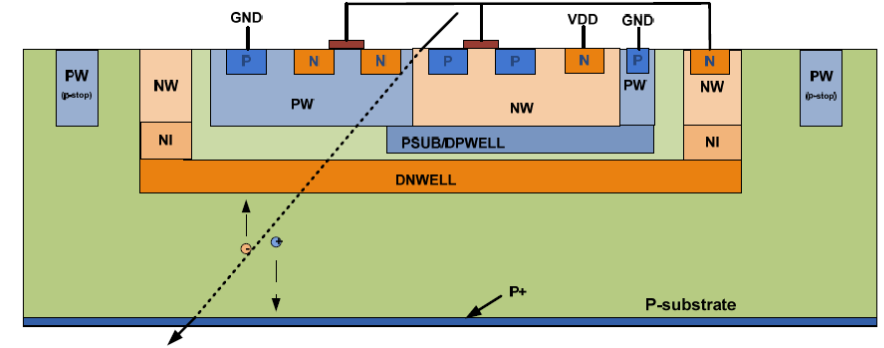 GND
VDD
GND
PW
(p-stop)
NW
P
N
N
P
P
N
P
N
PW
(p-stop)
PW
NW
PW
NW
NI
PSUB/DPWELL
NI
DNWELL
-
+
P+
P-substrate